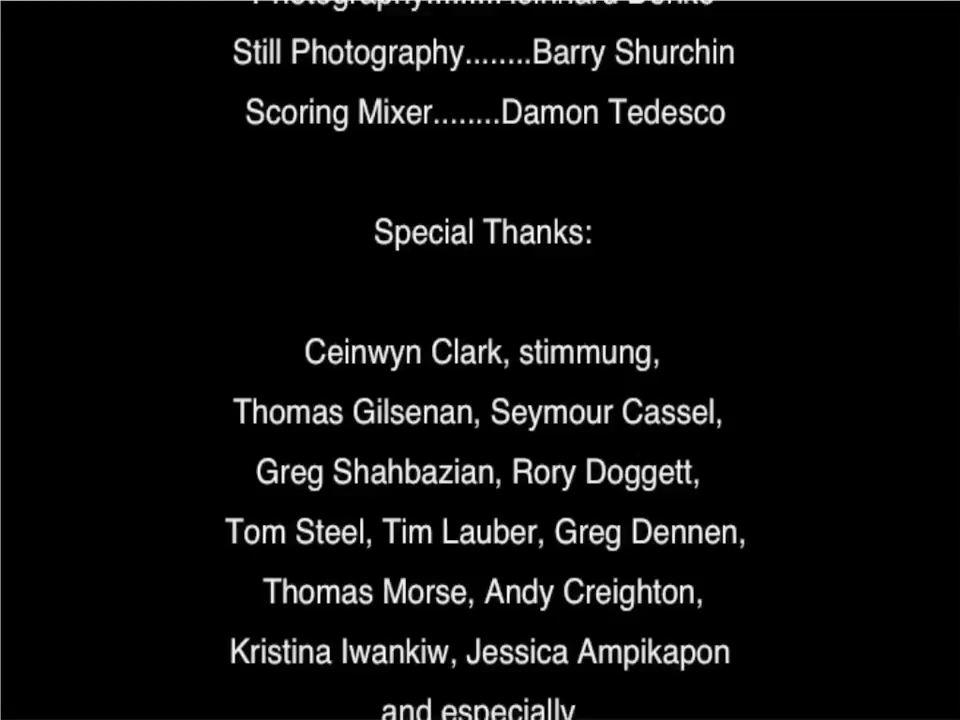 Still Photography........Barry Shurchin
Scoring Mixer........Damon Tedesco
Special Thanks:
Ceinwyn Clark, stimmung,
Thomas Gilsenan, Seymour Cassel,
Greg Shahbazian, Rory Doggett,
Tom Steel, Tim Lauber, Greg Dennen,
Thomas Morse, Andy Creighton,
Kristina Iwankiw, Jessica Ampikapon
and especially